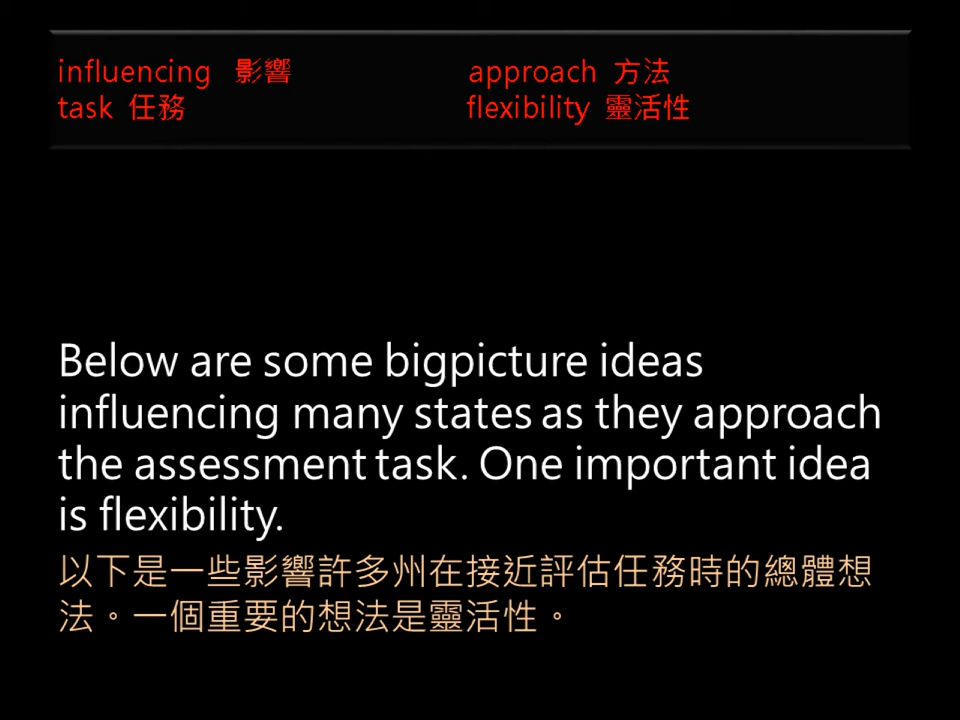 influencing 影響 approach 方法
task 任務 flexibility 靈活性
Below are some bigpicture ideas
influencing many states as they approach
the assessment task. One important idea
is flexibility.
以下是一些影響許多州在接近評估任務時的總體想
法。一個重要的想法是靈活性。